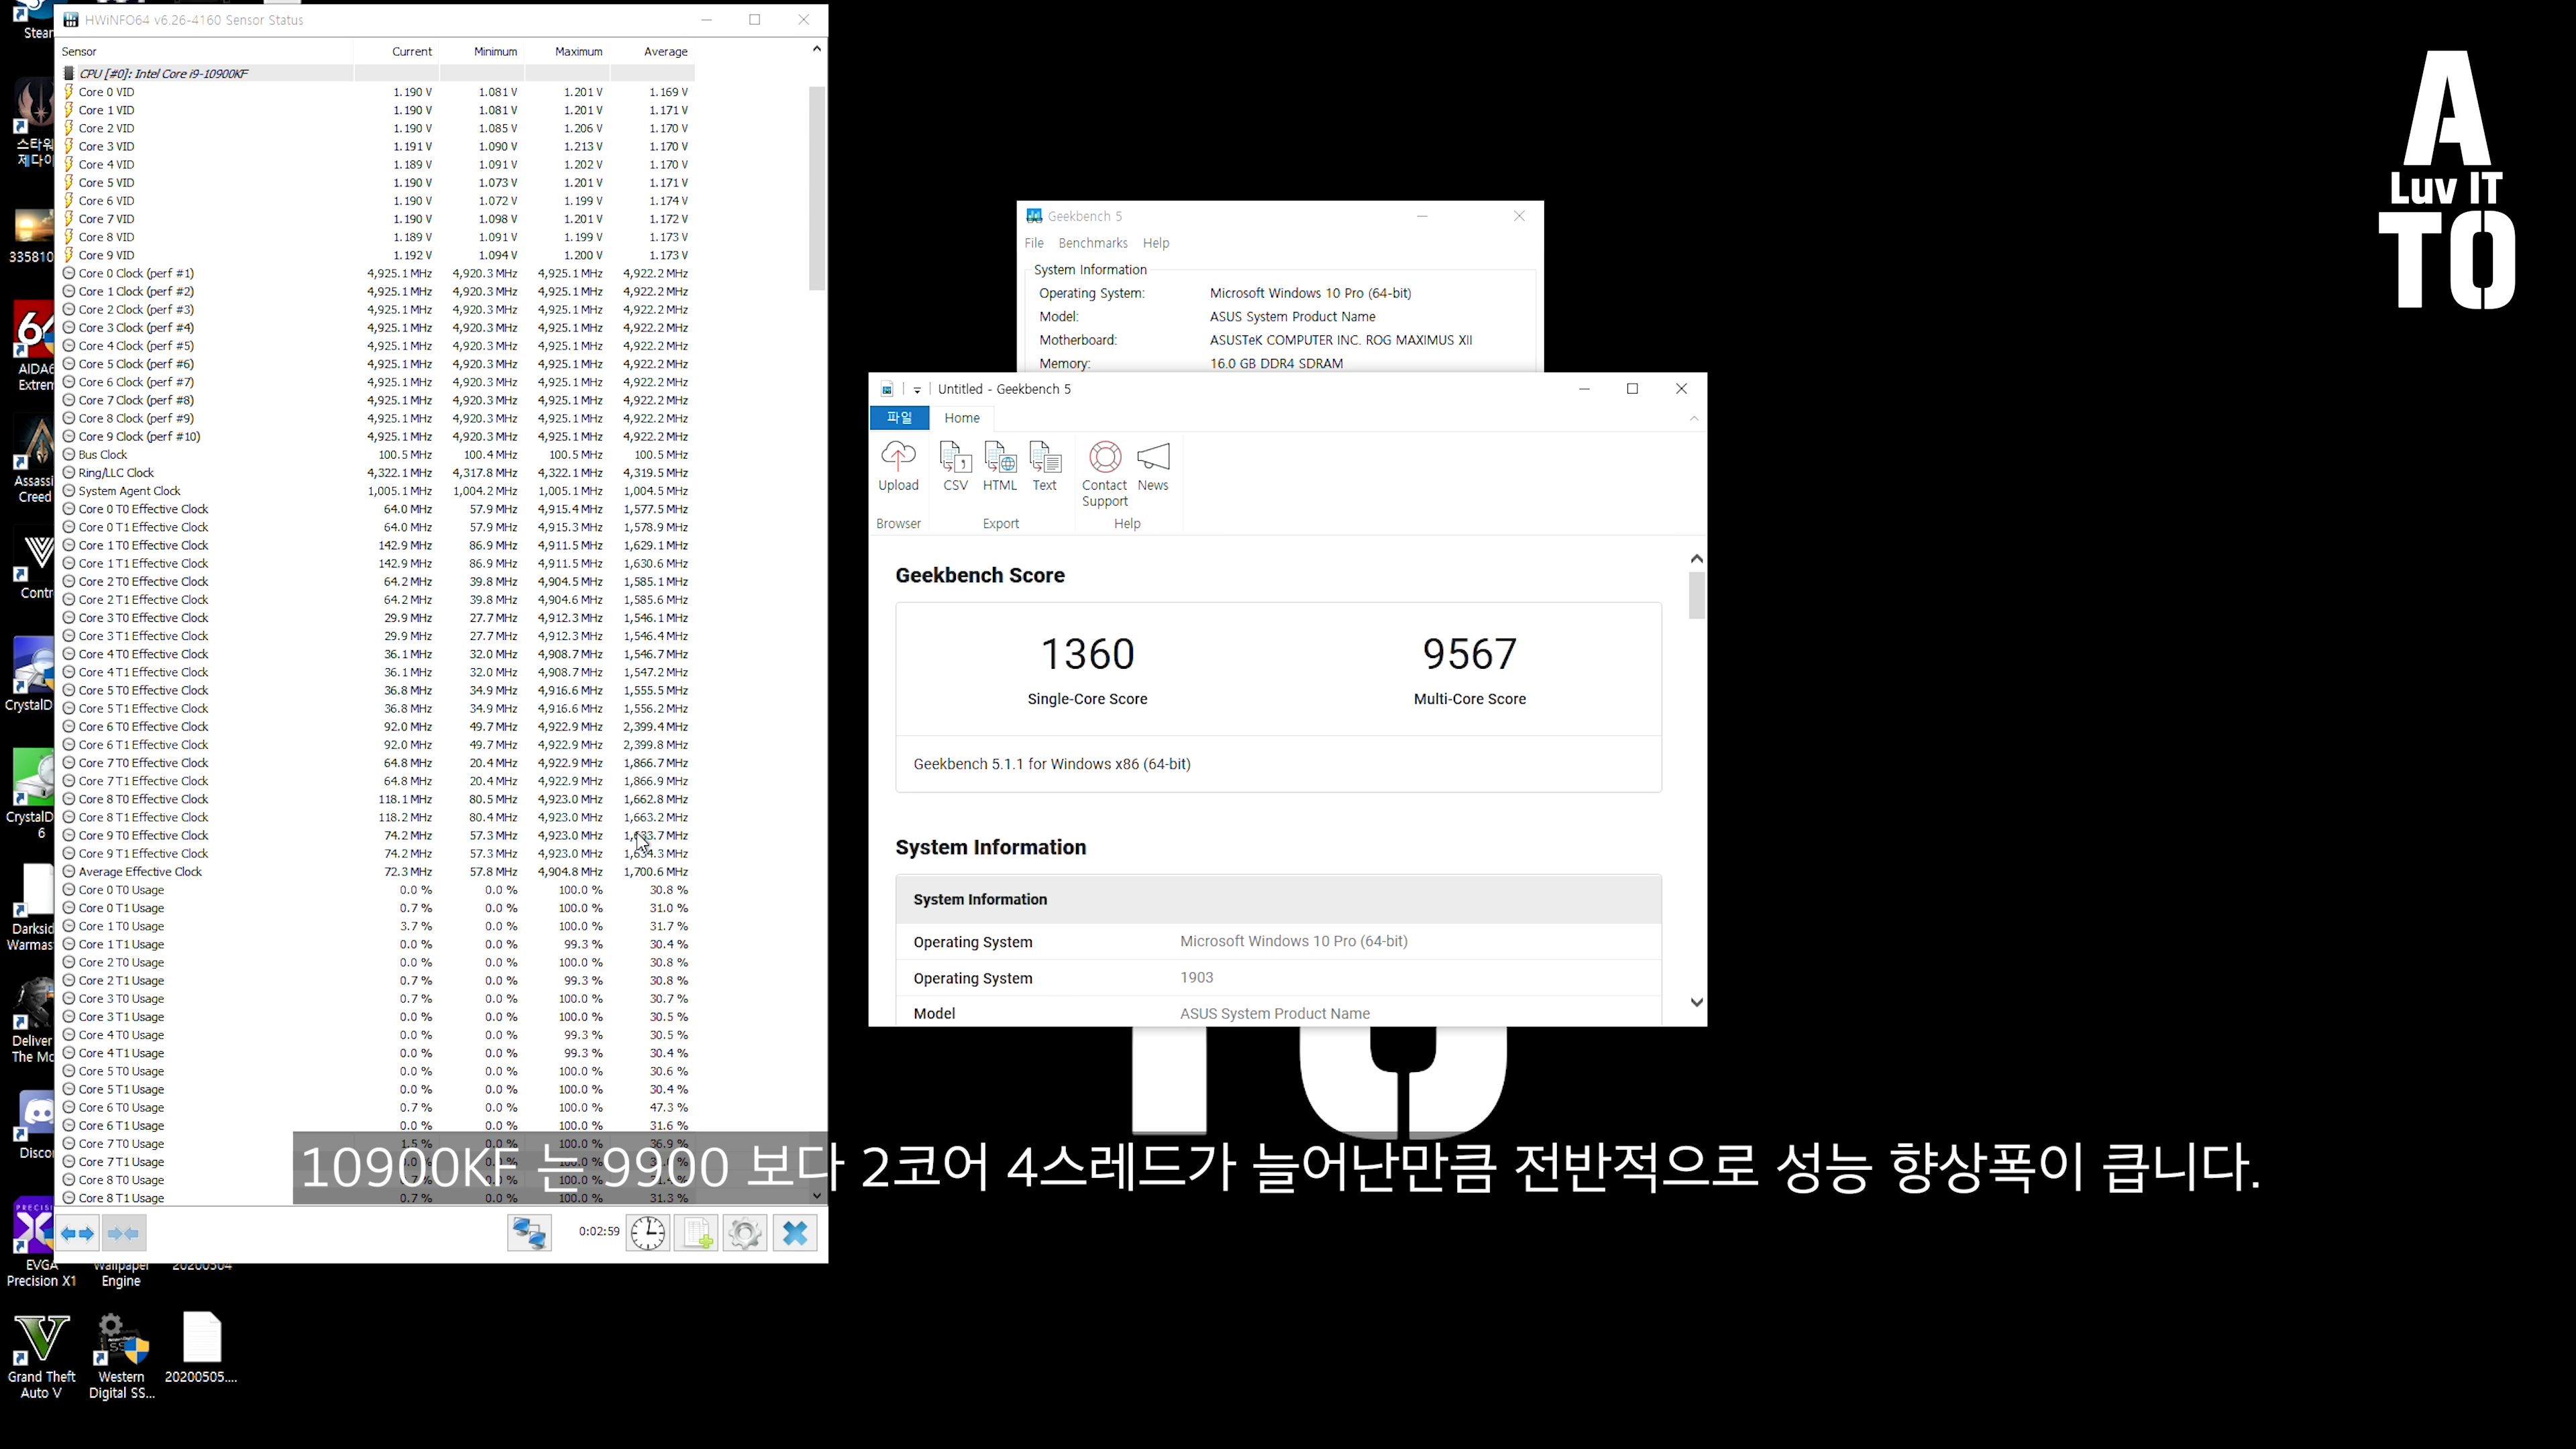 Stear
스타워
제다이
335810
AIDA6
Extrem
Assassi
Creed
Contr
CrystalD
CrystalD
6
Darksid
Warmas
Deliver
The Mo
Discor
EVGA
Precision X1
Wallpaper
Engine
20200504
Grand Theft
Auto V
Western
Digital SS...
20200505....
HWiNFO64 v6.26-4160 Sensor Status
Sensor Current Minimum Maximum Average
CPU [#0]: Intel Core i9-10900KF
Core 0 VID 1.190 V 1.081 V 1.201 V 1.169 V
Core 1 VID 1.190 V 1.081 V 1.201 V 1.171 V
Core 2 VID 1.190 V 1.085 V 1.206 V 1.170 V
Core 3 VID 1.191 V 1.090 V 1.213 V 1.170 V
Core 4 VID 1.189 V 1.091 V 1.202 V 1.170 V
Core 5 VID 1.190 V 1.073 V 1.201 V 1.171 V
Core 6 VID 1.190 V 1.072 V 1.199 V 1.174 V
Core 7 VID 1.190 V 1.098 V 1.201 V 1.172 V
Core 8 VID 1.189 V 1.091 V 1.199 V 1.173 V
Core 9 VID 1.192 V 1.094 V 1.200 V 1.173 V
Core 0 Clock (perf #1) 4,925.1 MHz 4,920.3 MHz 4,925.1 MHz 4,922.2 MHz
Core 1 Clock (perf #2) 4,925.1 MHz 4,920.3 MHz 4,925.1 MHz 4,922.2 MHz
Core 2 Clock (perf #3) 4,925.1 MHz 4,920.3 MHz 4,925.1 MHz 4,922.2 MHz
Core 3 Clock (perf #4) 4,925.1 MHz 4,920.3 MHz 4,925.1 MHz 4,922.2 MHz
Core 4 Clock (perf #5) 4,925.1 MHz 4,920.3 MHz 4,925.1 MHz 4,922.2 MHz
Core 5 Clock (perf #6) 4,925.1 MHz 4,920.3 MHz 4,925.1 MHz 4,922.2 MHz
Core 6 Clock (perf #7) 4,925.1 MHz 4,920.3 MHz 4,925.1 MHz 4,922.2 MHz
Core 7 Clock (perf #8) 4,925.1 MHz 4,920.3 MHz 4,925.1 MHz 4,922.2 MHz
Core 8 Clock (perf #9) 4,925.1 MHz 4,920.3 MHz 4,925.1 MHz 4,922.2 MHz
Core 9 Clock (perf #10) 4,925.1 MHz 4,920.3 MHz 4,925.1 MHz 4,922.2 MHz
Bus Clock 100.5 MHz 100.4 MHz 100.5 MHz 100.5 MHz
Ring/LLC Clock 4,322.1 MHz 4,317.8 MHz 4,322.1 MHz 4,319.5 MHz
System Agent Clock 1,005.1 MHz 1,004.2 MHz 1,005.1 MHz 1,004.5 MHz
Core 0 T0 Effective Clock 64.0 MHz 57.9 MHz 4,915.4 MHz 1,577.5 MHz
Core 0 T1 Effective Clock 64.0 MHz 57.9 MHz 4,915.3 MHz 1,578.9 MHz
Core 1 T0 Effective Clock 142.9 MHz 86.9 MHz 4,911.5 MHz 1,629.1 MHz
Core 1 T1 Effective Clock 142.9 MHz 86.9 MHz 4,911.5 MHz 1,630.6 MHz
Core 2 T0 Effective Clock 64.2 MHz 39.8 MHz 4,904.5 MHz 1,585.1 MHz
Core 2 T1 Effective Clock 64.2 MHz 39.8 MHz 4,904.6 MHz 1,585.6 MHz
Core 3 T0 Effective Clock 29.9 MHz 27.7 MHz 4,912.3 MHz 1,546.1 MHz
Core 3 T1 Effective Clock 29.9 MHz 27.7 MHz 4,912.3 MHz 1,546.4 MHz
Core 4 T0 Effective Clock 36.1 MHz 32.0 MHz 4,908.7 MHz 1,546.7 MHz
Core 4 T1 Effective Clock 36.1 MHz 32.0 MHz 4,908.7 MHz 1,547.2 MHz
Core 5 T0 Effective Clock 36.8 MHz 34.9 MHz 4,916.6 MHz 1,555.5 MHz
Core 5 T1 Effective Clock 36.8 MHz 34.9 MHz 4,916.6 MHz 1,556.2 MHz
Core 6 T0 Effective Clock 92.0 MHz 49.7 MHz 4,922.9 MHz 2,399.4 MHz
Core 6 T1 Effective Clock 92.0 MHz 49.7 MHz 4,922.9 MHz 2,399.8 MHz
Core 7 T0 Effective Clock 64.8 MHz 20.4 MHz 4,922.9 MHz 1,866.7 MHz
Core 7 T1 Effective Clock 64.8 MHz 20.4 MHz 4,922.9 MHz 1,866.9 MHz
Core 8 T0 Effective Clock 118.1 MHz 80.5 MHz 4,923.0 MHz 1,662.8 MHz
Core 8 T1 Effective Clock 118.2 MHz 80.4 MHz 4,923.0 MHz 1,663.2 MHz
Core 9 T0 Effective Clock 74.2 MHz 57.3 MHz 4,923.0 MHz
Core 9 T1 Effective Clock 74.2 MHz 57.3 MHz 4,923.0 MHz
Average Effective Clock 72.3 MHz 57.8 MHz 4,904.8 MHz 1,700.6 MHz
Core 0 T0 Usage 0.0 % 0.0 % 100.0 % 30.8 %
Core 0 T1 Usage 0.7 % 0.0 % 100.0 % 31.0 %
Core 1 T0 Usage 3.7 % 0.0 % 100.0 % 31.7 %
Core 1 T1 Usage 0.0 % 0.0 % 99.3 % 30.4 %
Core 2 T0 Usage 0.0 % 0.0 % 100.0 % 30.8 %
Core 2 T1 Usage 0.7 % 0.0 % 99.3 % 30.8 %
Core 3 T0 Usage 0.7 % 0.0 % 100.0 % 30.7 %
Core 3 T1 Usage 0.0 % 0.0 % 100.0 % 30.5 %
Core 4 T0 Usage 0.0 % 0.0 % 99.3 % 30.5 %
Core 4 T1 Usage 0.0 % 0.0 % 99.3 % 30.4 %
Core 5 T0 Usage 0.0 % 0.0 % 100.0 % 30.6 %
Core 5 T1 Usage 0.0 % 0.0 % 100.0 % 30.4 %
Core 6 T0 Usage 0.7 % 0.0 % 100.0 % 47.3 %
Core 6 T1 Usage 0.0 % 0.0 % 100.0 % 31.6 %
Core 7 T0 Usage 1.5 % 0.0 % 100.0 % 36.9 %
Core 7 T1 Usage
Core 8 T0 Usage
Core 8 T1 Usage 0.7 % 0.0 % 100.0 % 31.3 %
0:02:59
Geekbench 5
File Benchmarks Help
System Information
Operating System: Microsoft Windows 10 Pro (64-bit)
Model: ASUS System Product Name
Motherboard: ASUSTeK COMPUTER INC. ROG MAXIMUS XII
Memory: 16.0 GB DDR4 SDRAM
Untitled - Geekbench 5
파일 Home
Upload CSV HTML Text Contact Support News
Browser Export Help
Geekbench Score
1360 9567
Single-Core Score Multi-Core Score
Geekbench 5.1.1 for Windows x86 (64-bit)
System Information
System Information
Operating System Microsoft Windows 10 Pro (64-bit)
Operating System 1903
Model ASUS System Product Name
A
Luv IT
TO
TO
10900KF 는 9900 보다 2코어 4스레드가 늘어난만큼 전반적으로 성능 향상폭이 큽니다.